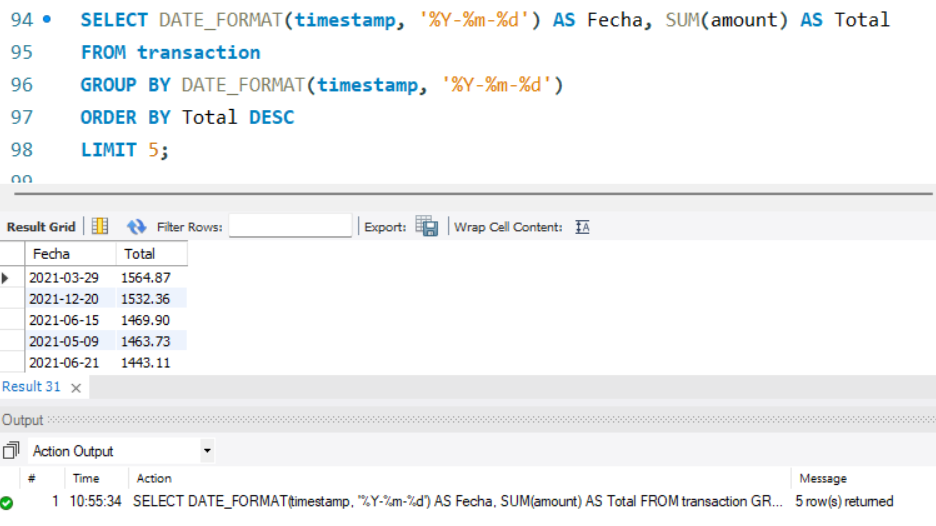 94 SELECT DATE_FORMAT(timestamp, '%Y-%m-%d') AS Fecha, SUM(amount) AS Total
95 FROM transaction
96 GROUP BY DATE_FORMAT(timestamp, '%Y-%m-%d')
97 ORDER BY Total DESC
98 LIMIT 5;
99
Result Grid Filter Rows: Export: Wrap Cell Content:
Fecha Total
2021-03-29 1564.87
2021-12-20 1532.36
2021-06-15 1469.90
2021-05-09 1463.73
2021-06-21 1443.11
Result 31 ×
Output
Action Output
# Time Action Message
1 10:55:34 SELECT DATE_FORMAT(timestamp, '%Y-%m-%d') AS Fecha, SUM(amount) AS Total FROM transaction GR... 5 row(s) returned